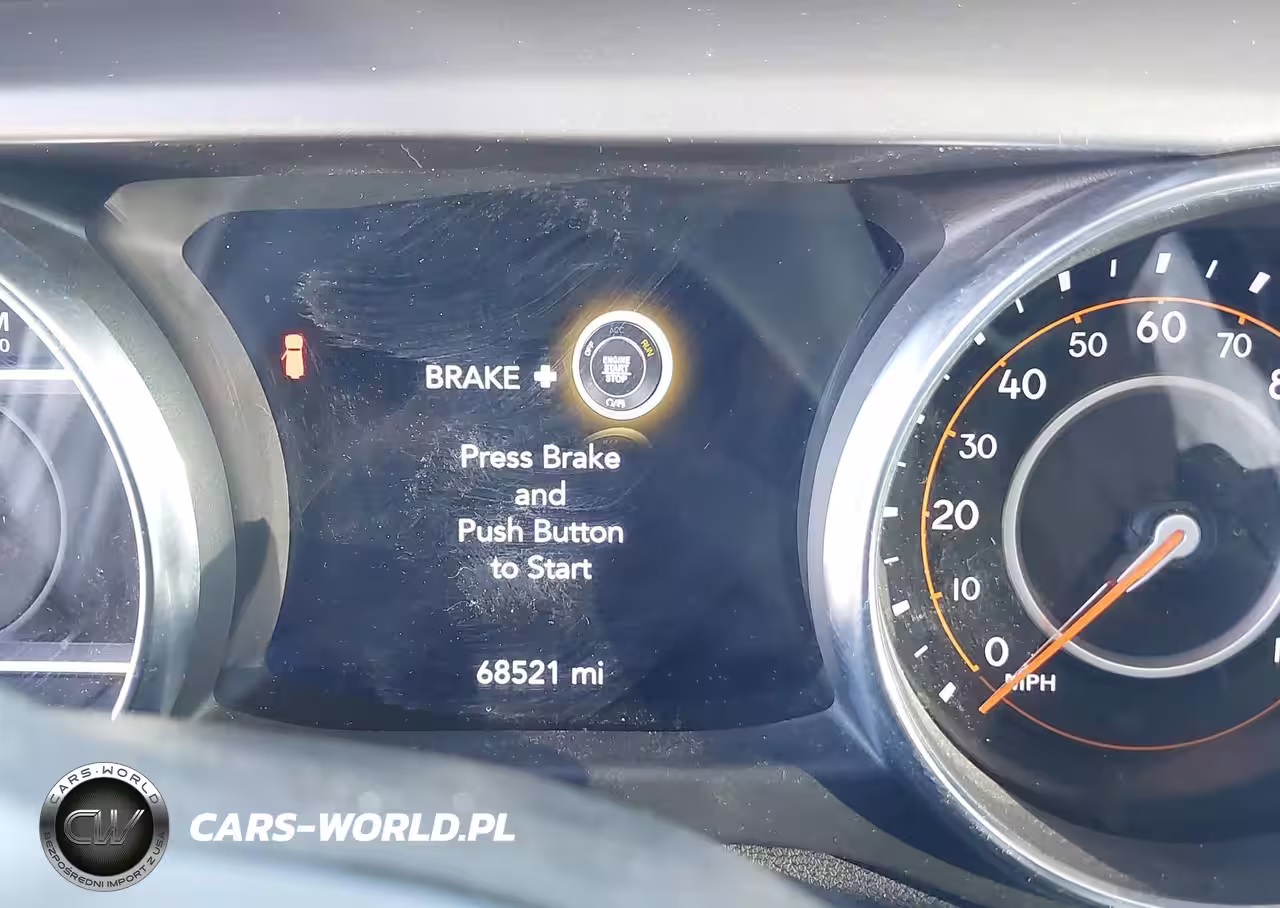 ACC
OFF
RUN
ENGINE
START
STOP
BRAKE +
Press Brake
and
Push Button
to Start
68521 mi
0
10
20
30
40
50
60
70
MPH
CARS-WORLD
CW
BEZPOŚREDNI IMPORT Z USA
CARS-WORLD.PL